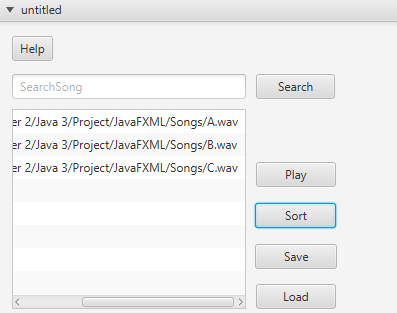 untitled
Help
SearchSong
Search
er 2/Java 3/Project/JavaFXML/Songs/A.wav
er 2/Java 3/Project/JavaFXML/Songs/B.wav
er 2/Java 3/Project/JavaFXML/Songs/C.wav
Play
Sort
Save
Load